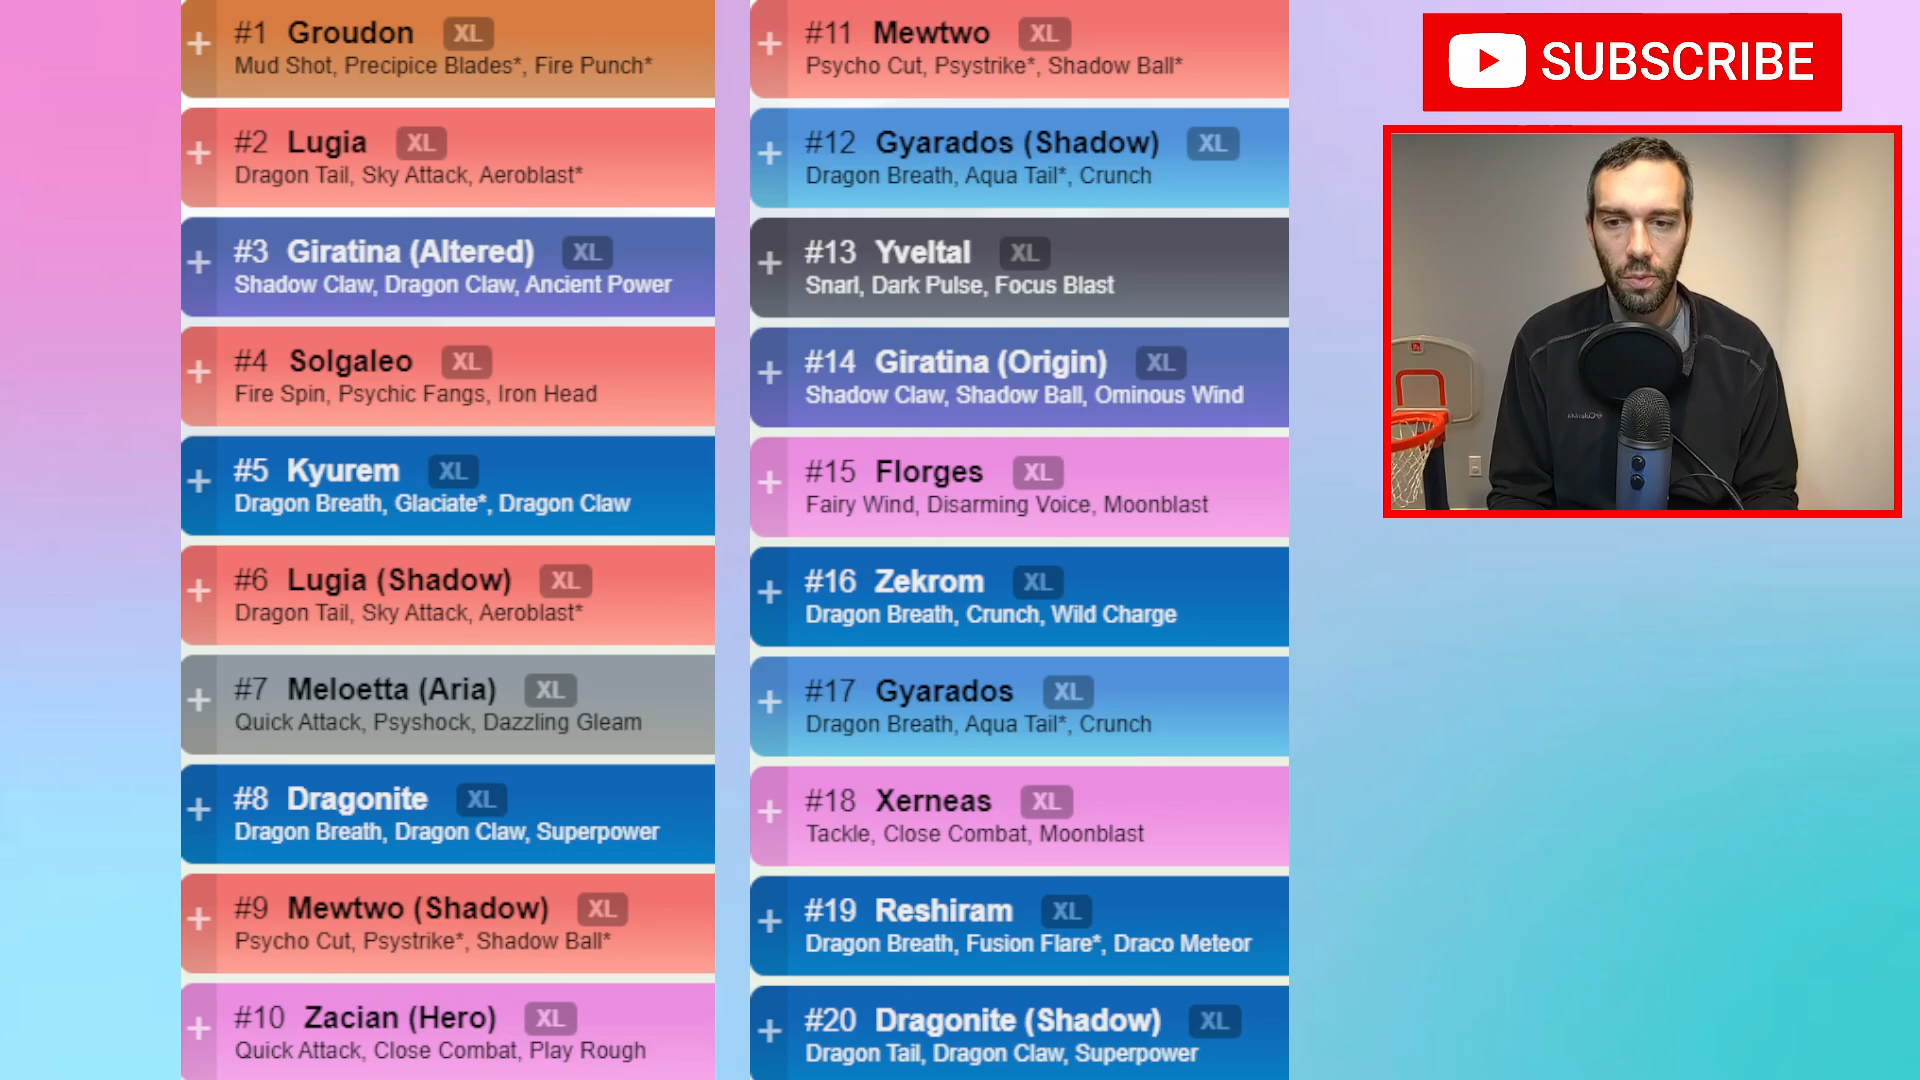 #1 Groudon XL
Mud Shot, Precipice Blades*, Fire Punch*
#2 Lugia XL
Dragon Tail, Sky Attack, Aeroblast*
#3 Giratina (Altered) XL
Shadow Claw, Dragon Claw, Ancient Power
#4 Solgaleo XL
Fire Spin, Psychic Fangs, Iron Head
#5 Kyurem XL
Dragon Breath, Glaciate*, Dragon Claw
#6 Lugia (Shadow) XL
Dragon Tail, Sky Attack, Aeroblast*
#7 Meloetta (Aria) XL
Quick Attack, Psyshock, Dazzling Gleam
#8 Dragonite XL
Dragon Breath, Dragon Claw, Superpower
#9 Mewtwo (Shadow) XL
Psycho Cut, Psystrike*, Shadow Ball*
#10 Zacian (Hero) XL
Quick Attack, Close Combat, Play Rough
#11 Mewtwo XL
Psycho Cut, Psystrike*, Shadow Ball*
#12 Gyarados (Shadow) XL
Dragon Breath, Aqua Tail*, Crunch
#13 Yveltal XL
Snarl, Dark Pulse, Focus Blast
#14 Giratina (Origin) XL
Shadow Claw, Shadow Ball, Ominous Wind
#15 Florges XL
Fairy Wind, Disarming Voice, Moonblast
#16 Zekrom XL
Dragon Breath, Crunch, Wild Charge
#17 Gyarados XL
Dragon Breath, Aqua Tail*, Crunch
#18 Xerneas XL
Tackle, Close Combat, Moonblast
#19 Reshiram XL
Dragon Breath, Fusion Flare*, Draco Meteor
#20 Dragonite (Shadow) XL
Dragon Tail, Dragon Claw, Superpower
SUBSCRIBE